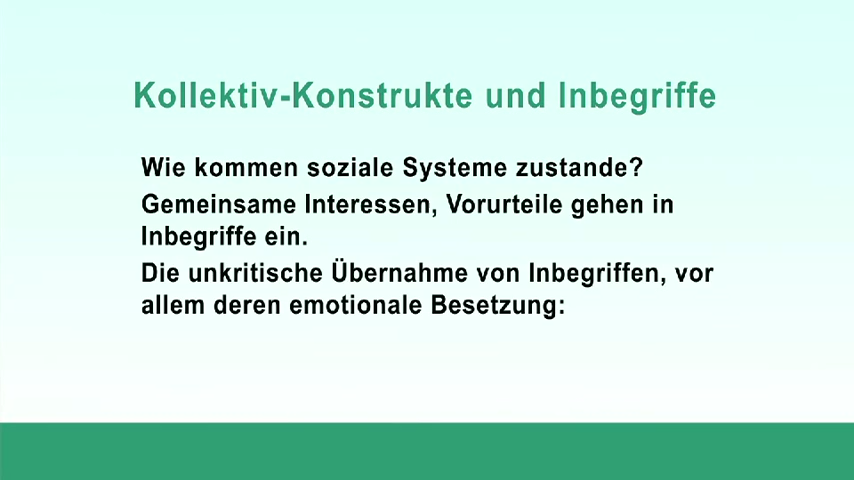 Kollektiv-Konstrukte und Inbegriffe
Wie kommen soziale Systeme zustande?
Gemeinsame Interessen, Vorurteile gehen in
Inbegriffe ein.
Die unkritische Übernahme von Inbegriffen, vor
allem deren emotionale Besetzung: